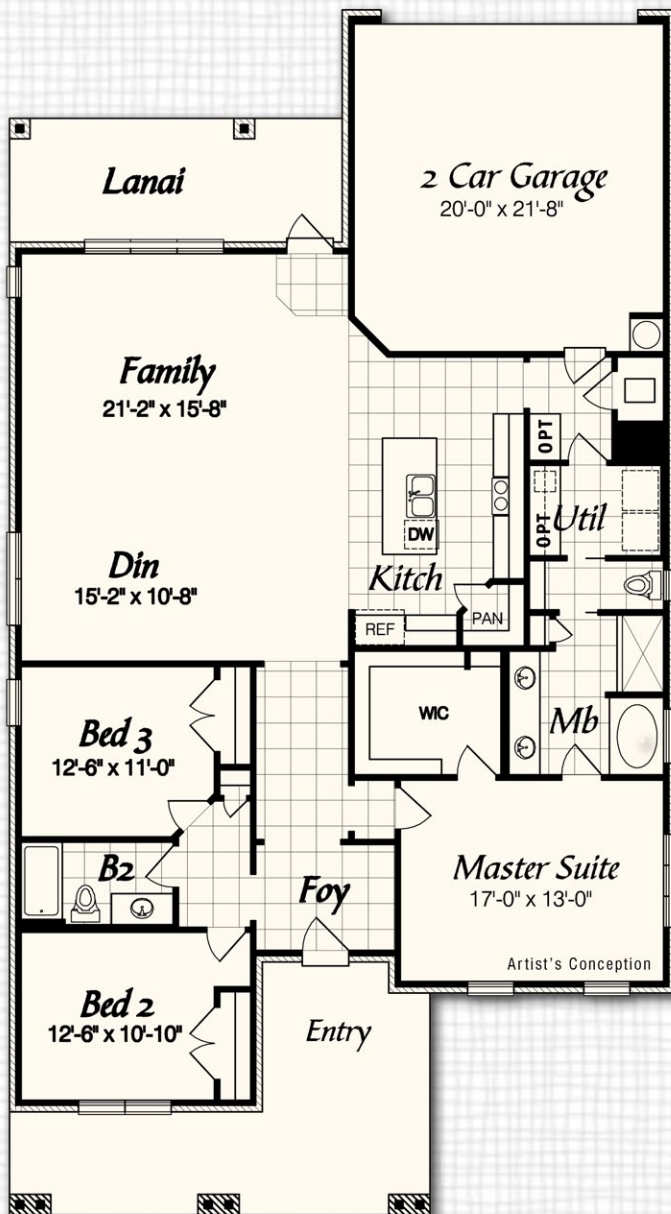 Lanai
2 Car Garage
20'-0" x 21'-8"
Family
21'-2" x 15'-8"
OPT
DW
OPT
Util
Din
15'-2" x 10'-8"
Kitch
REF
PAN
WIC
Mb
Bed 3
12'-6" x 11'-0"
B2
Foy
Master Suite
17'-0" x 13'-0"
Artist's Conception
Bed 2
12'-6" x 10'-10"
Entry